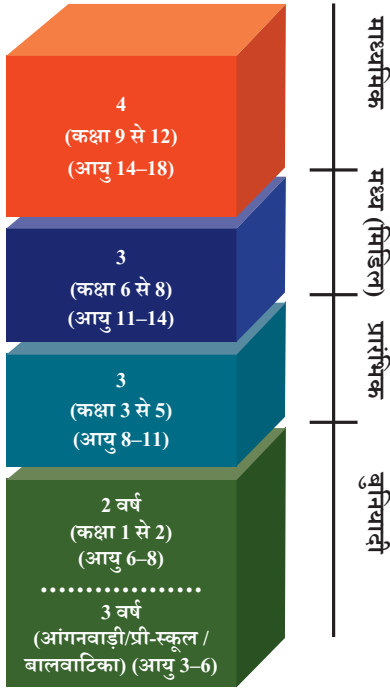 4
(कक्षा 9 से 12)
(आयु 14–18)
माध्यमिक
3
(कक्षा 6 से 8)
(आयु 11–14)
मध्य (मिडिल)
3
(कक्षा 3 से 5)
(आयु 8–11)
प्रारंभिक
2 वर्ष
(कक्षा 1 से 2)
(आयु 6–8)
....................
3 वर्ष
(आंगनवाड़ी/प्री-स्कूल /
बालवाटिका) (आयु 3–6)
बुनियादी